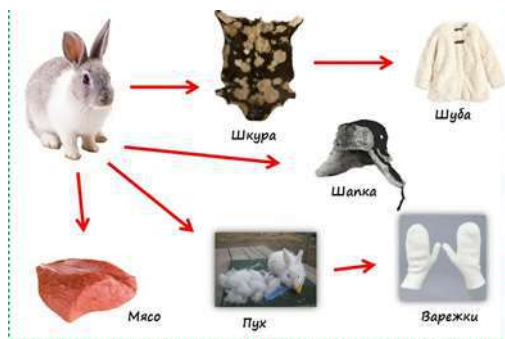 Шкура
Шуба
Шапка
Мясо
Пух
Варежки